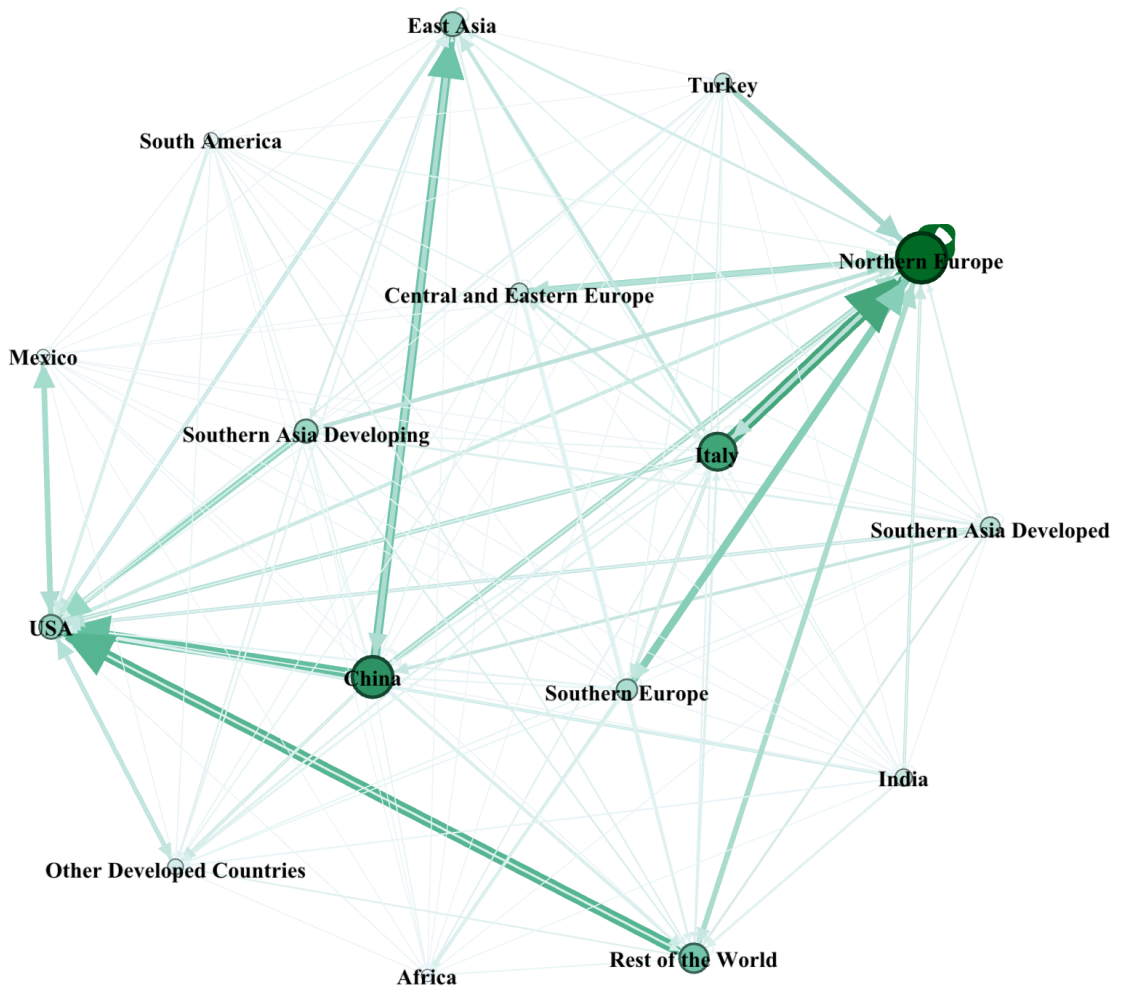 East Asia
Turkey
South America
Northern Europe
Central and Eastern Europe
Mexico
Southern Asia Developing
Italy
Southern Asia Developed
USA
China
Southern Europe
India
Other Developed Countries
Rest of the World
Africa